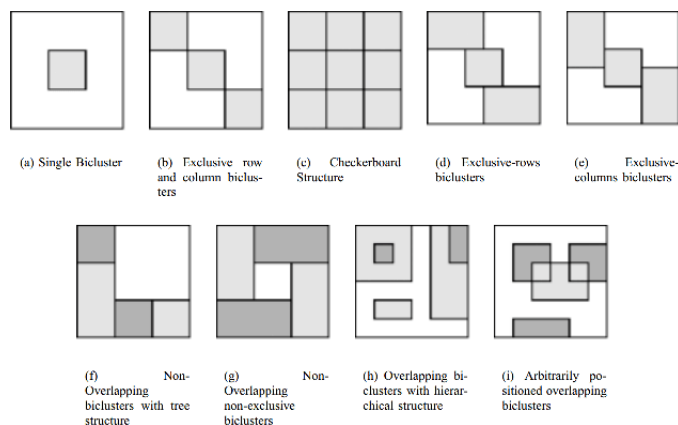 (a) Single Bicluster
(b) Exclusive row
and column biclus-
ters
(c) Checkerboard
Structure
(d) Exclusive-rows
biclusters
(e) Exclusive-
columns biclusters
(f) Non-
Overlapping
biclusters with tree
structure
(g) Non-
Overlapping
non-exclusive
biclusters
(h) Overlapping bi-
clusters with hierar-
chical structure
(i) Arbitrarily po-
sitioned overlapping
biclusters